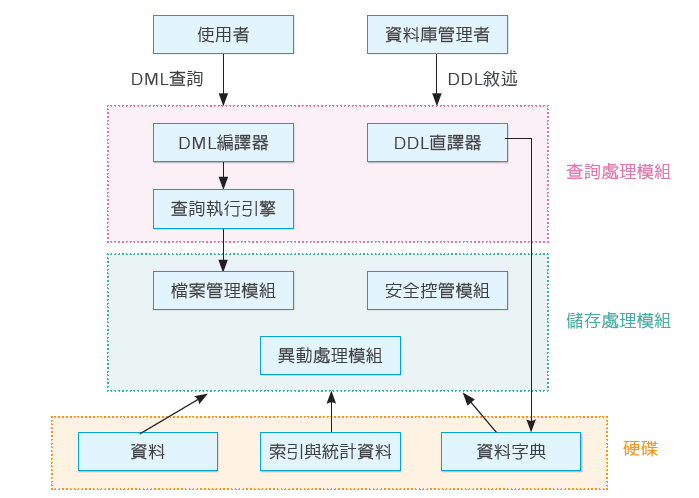 使用者
資料庫管理者
DML查詢
DDL敘述
DML編譯器
DDL直譯器
查詢處理模組
查詢執行引擎
檔案管理模組
安全控管模組
儲存處理模組
異動處理模組
資料
索引與統計資料
資料字典
硬碟